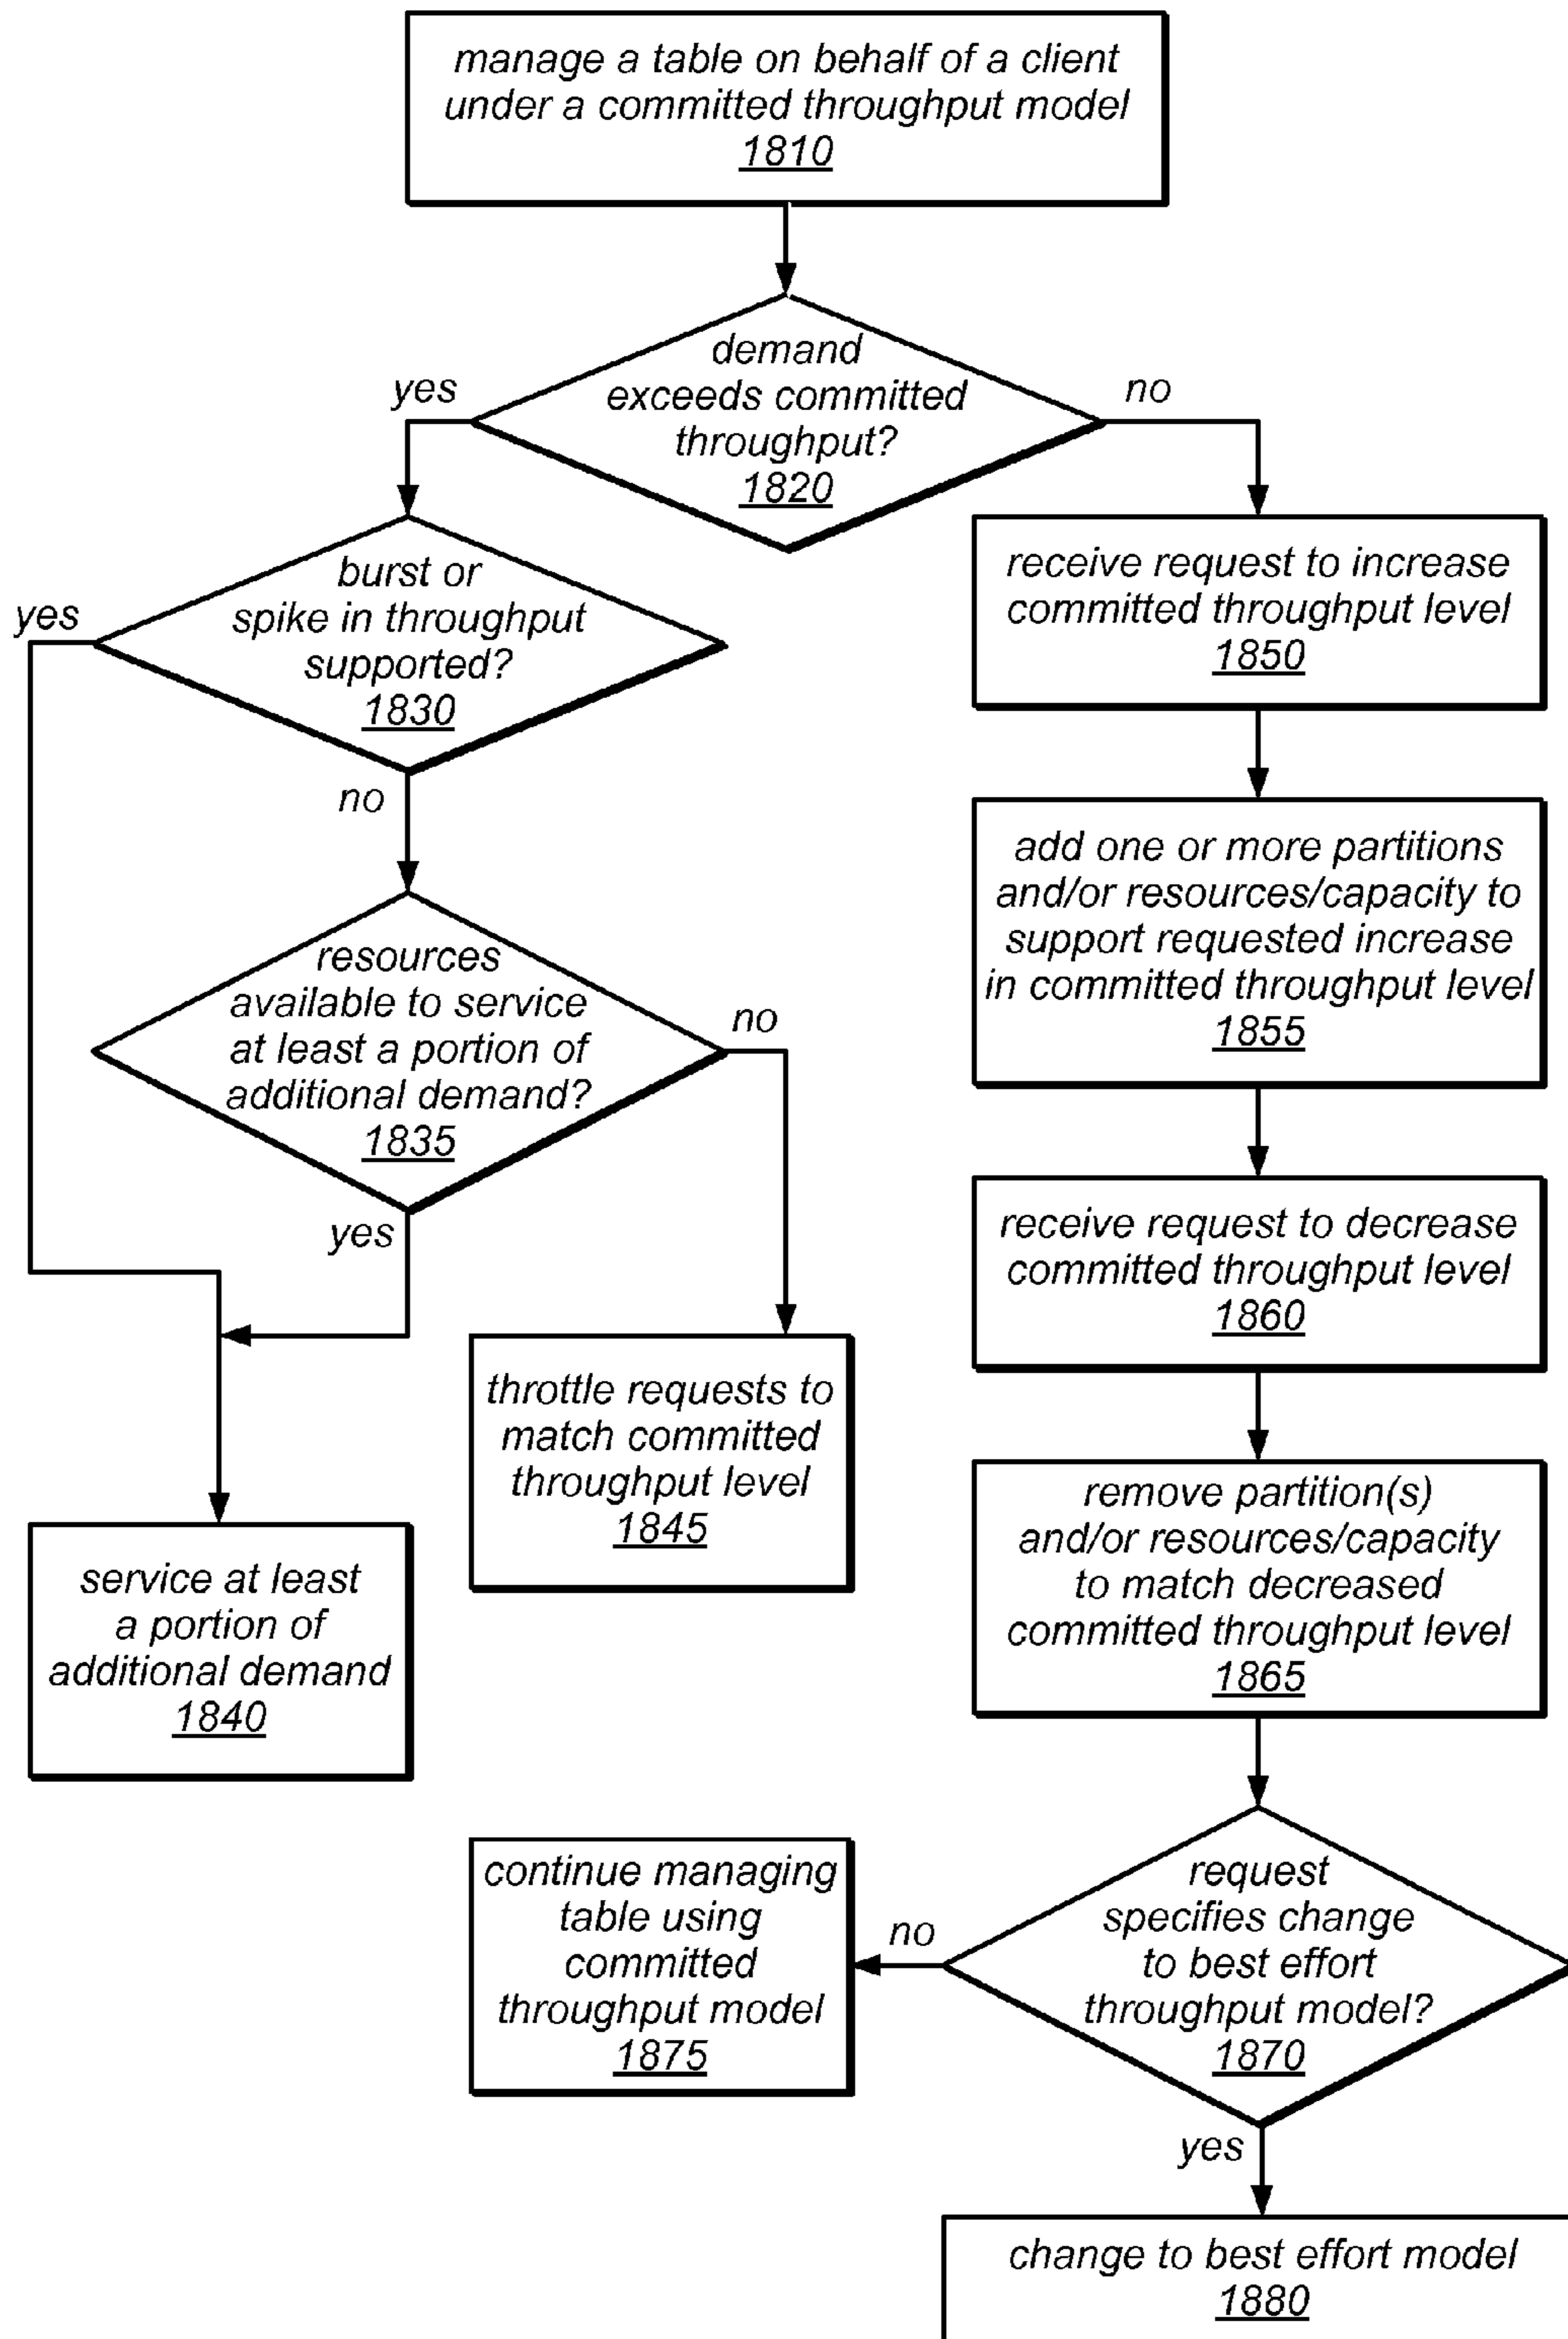 manage a table on behalf of a client
under a committed throughput model
1810
demand
exceeds committed
throughput?
1820
yes
no
burst or
spike in throughput
supported?
1830
yes
no
resources
available to service
at least a portion of
additional demand?
1835
no
yes
throttle requests to
match committed
throughput level
1845
service at least
a portion of
additional demand
1840
receive request to increase
committed throughput level
1850
add one or more partitions
and/or resources/capacity to
support requested increase
in committed throughput level
1855
receive request to decrease
committed throughput level
1860
remove partition(s)
and/or resources/capacity
to match decreased
committed throughput level
1865
request
specifies change
to best effort
throughput model?
1870
no
continue managing
table using
committed
throughput model
1875
yes
change to best effort model
1880